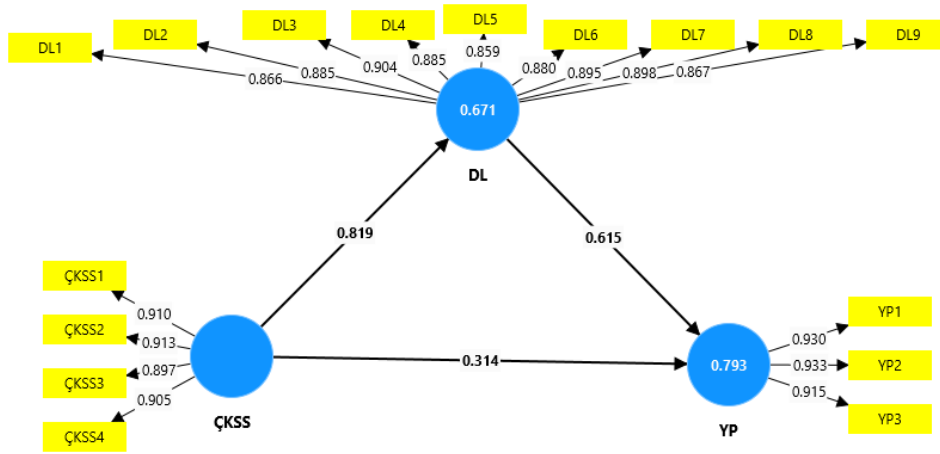 DL1
DL2
DL3
DL4
DL5
DL6
DL7
DL8
DL9
0.866
0.885
0.904
0.885
0.859
0.880
0.895
0.898
0.867
0.671
DL
0.819
0.615
ÇKSS1
ÇKSS2
ÇKSS3
ÇKSS4
0.910
0.913
0.897
0.905
ÇKSS
0.314
0.793
YP
0.930
0.933
0.915
YP1
YP2
YP3